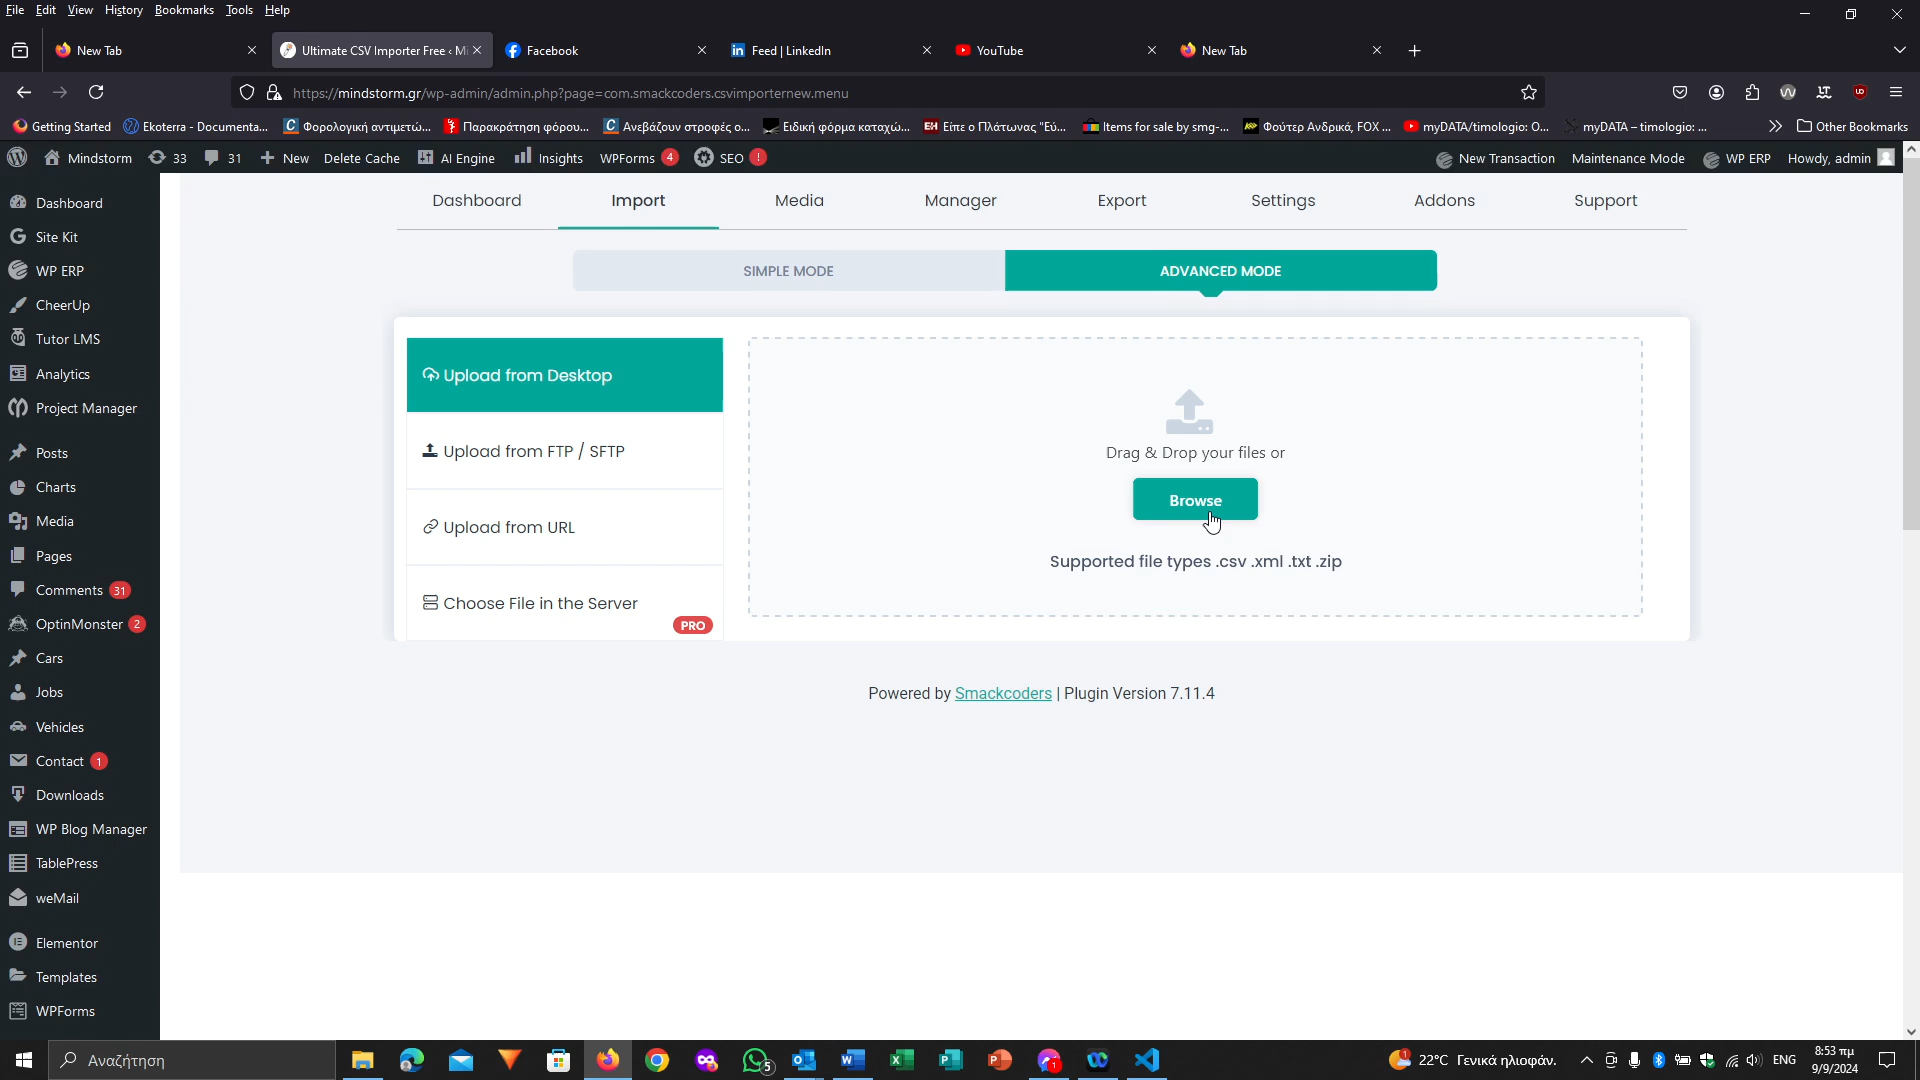 File Edit View History Bookmarks Tools Help
New Tab
Ultimate CSV Importer Free ‹ Mi
Facebook
Feed | LinkedIn
YouTube
New Tab
https://mindstorm.gr/wp-admin/admin.php?page=com.smackcoders.csvimporternew.menu
Getting Started
Ekoterra - Documenta...
Φορολογική αντιμετώ...
Παρακράτηση φόρου...
Ανεβάζουν στροφές ο...
Ειδική φόρμα καταχώ...
EH Είπε ο Πλάτωνας "Εύ...
Items for sale by smg-...
Φούτερ Ανδρικά, FOX ...
myDATA/timologio: Ο...
myDATA – timologio: ...
Other Bookmarks
Mindstorm 33 31 New Delete Cache AI Engine Insights WPForms 4 SEO !
New Transaction Maintenance Mode WP ERP Howdy, admin
Dashboard
Site Kit
WP ERP
CheerUp
Tutor LMS
Analytics
Project Manager
Posts
Charts
Media
Pages
Comments 31
OptinMonster 2
Cars
Jobs
Vehicles
Contact 1
Downloads
WP Blog Manager
TablePress
weMail
Elementor
Templates
WPForms
Dashboard Import Media Manager Export Settings Addons Support
SIMPLE MODE ADVANCED MODE
Upload from Desktop
Upload from FTP / SFTP
Upload from URL
Choose File in the Server
PRO
Drag & Drop your files or
Browse
Supported file types .csv .xml .txt .zip
Powered by Smackcoders | Plugin Version 7.11.4
Αναζήτηση
5
1
1
22°C Γενικά ηλιοφάν.
ENG
8:53 πμ
9/9/2024